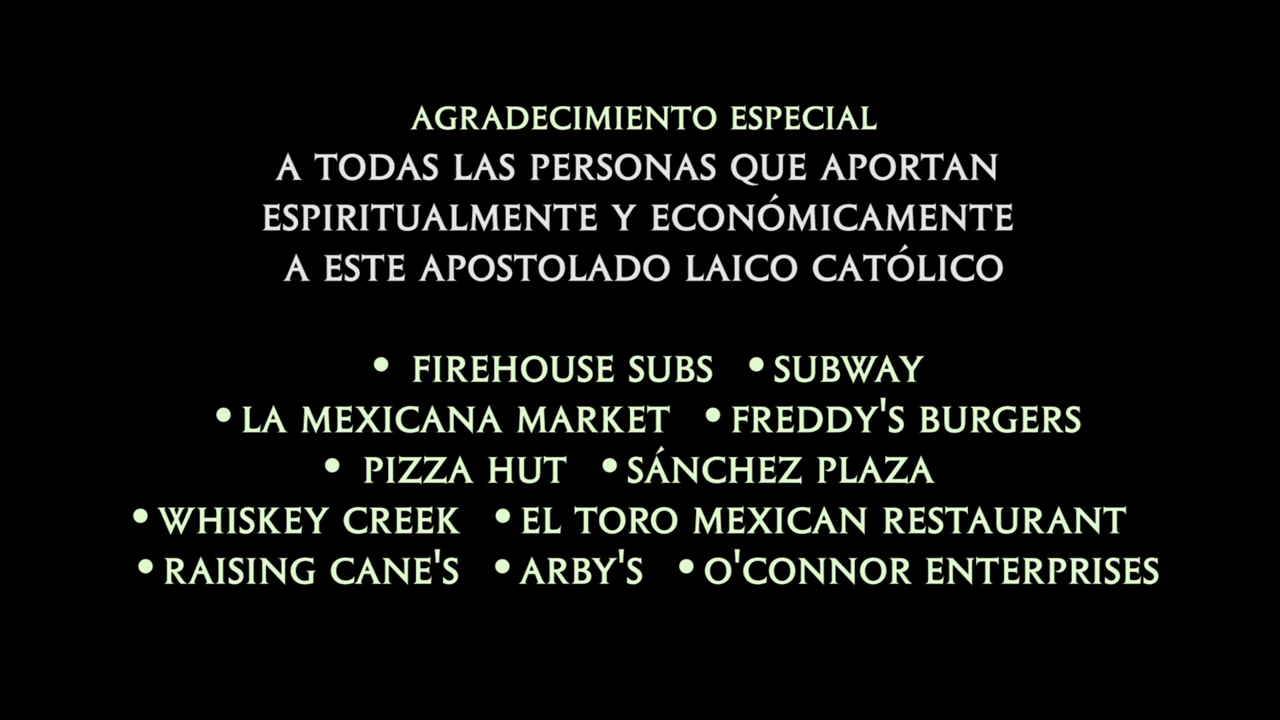 AGRADECIMIENTO ESPECIAL
A TODAS LAS PERSONAS QUE APORTAN
ESPIRITUALMENTE Y ECONÓMICAMENTE
A ESTE APOSTOLADO LAICO CATÓLICO
• FIREHOUSE SUBS •SUBWAY
•LA MEXICANA MARKET •FREDDY'S BURGERS
• PIZZA HUT •SÁNCHEZ PLAZA
•WHISKEY CREEK •EL TORO MEXICAN RESTAURANT
•RAISING CANE'S •ARBY'S •O'CONNOR ENTERPRISES